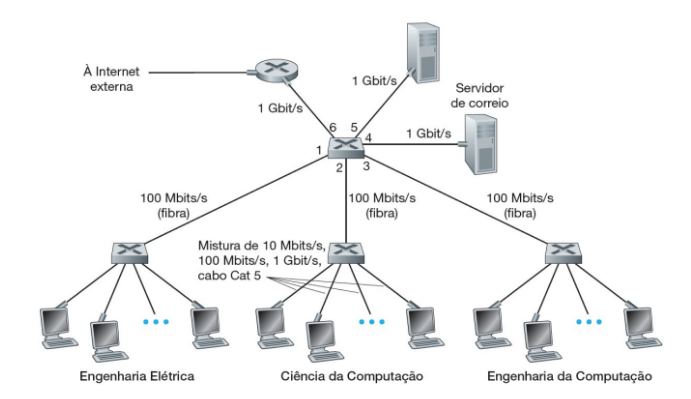 À Internet
externa
1 Gbit/s
1 Gbit/s
Servidor
de correio
6 5
4
1 Gbit/s
1
2
3
100 Mbits/s
(fibra)
100 Mbits/s
(fibra)
100 Mbits/s
(fibra)
Mistura de 10 Mbits/s,
100 Mbits/s, 1 Gbit/s,
cabo Cat 5
Engenharia Elétrica
Ciência da Computação
Engenharia da Computação